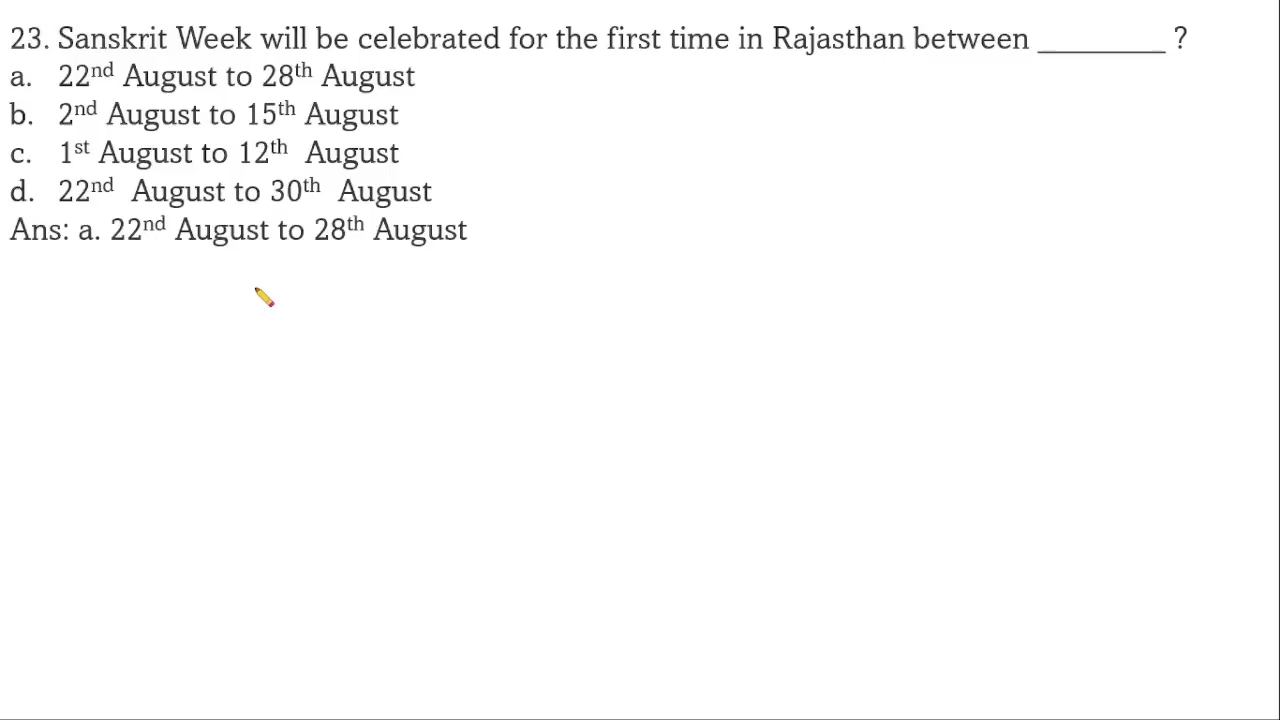 23. Sanskrit Week will be celebrated for the first time in Rajasthan between ________ ?
a. 22nd August to 28th August
b. 2nd August to 15th August
c. 1st August to 12th August
d. 22nd August to 30th August
Ans: a. 22nd August to 28th August